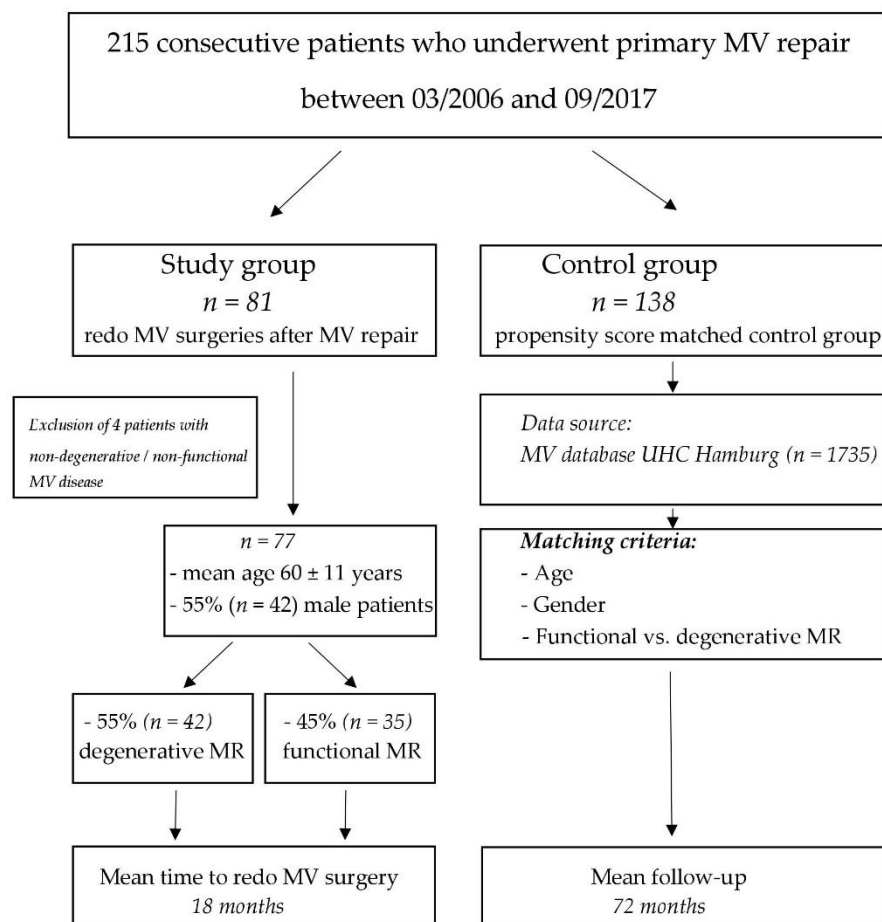 215 consecutive patients who underwent primary MV repair
between 03/2006 and 09/2017
Study group
n = 81
redo MV surgeries after MV repair
Control group
n = 138
propensity score matched control group
Exclusion of 4 patients with
non-degenerative / non-functional
MV disease
Data source:
MV database UHC Hamburg (n = 1735)
n = 77
- mean age 60 ± 11 years
- 55% (n = 42) male patients
Matching criteria:
- Age
- Gender
- Functional vs. degenerative MR
- 55% (n = 42)
degenerative MR
- 45% (n = 35)
functional MR
Mean time to redo MV surgery
18 months
Mean follow-up
72 months